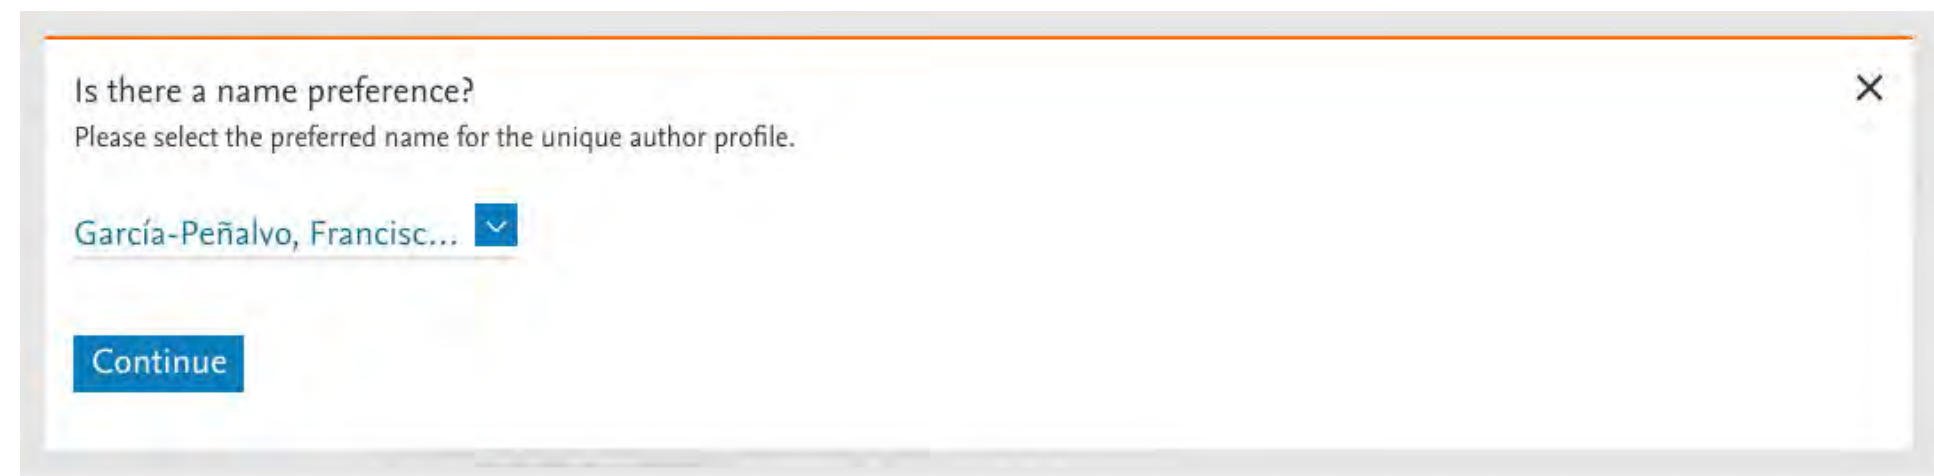 Is there a name preference?
Please select the preferred name for the unique author profile.
García-Peñalvo, Francisc...
Continue